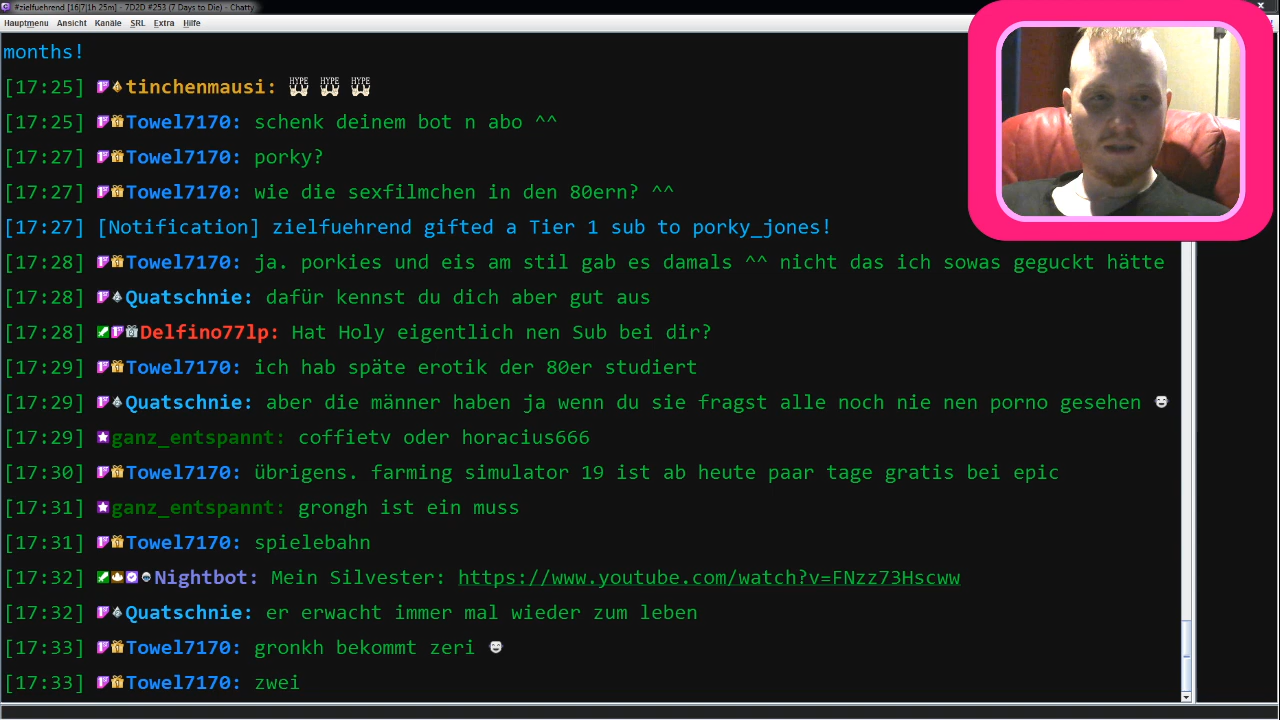 #zielfuehrend [16|7|1h 25m] - 7D2D #253 (7 Days to Die) - Chatty
Hauptmenu Ansicht Kanäle SRL Extra Hilfe
months!
[17:25] tinchenmausi: HYPE HYPE HYPE
[17:25] Towel7170: schenk deinem bot n abo ^^
[17:27] Towel7170: porky?
[17:27] Towel7170: wie die sexfilmchen in den 80ern? ^^
[17:27] [Notification] zielfuehrend gifted a Tier 1 sub to porky_jones!
[17:28] Towel7170: ja. porkies und eis am stil gab es damals ^^ nicht das ich sowas geguckt hätte
[17:28] Quatschnie: dafür kennst du dich aber gut aus
[17:28] Delfino77lp: Hat Holy eigentlich nen Sub bei dir?
[17:29] Towel7170: ich hab späte erotik der 80er studiert
[17:29] Quatschnie: aber die männer haben ja wenn du sie fragst alle noch nie nen porno gesehen
[17:29] ganz_entspannt: coffietv oder horacius666
[17:30] Towel7170: übrigens. farming simulator 19 ist ab heute paar tage gratis bei epic
[17:31] ganz_entspannt: grongh ist ein muss
[17:31] Towel7170: spielebahn
[17:32] Nightbot: Mein Silvester: https://www.youtube.com/watch?v=FNzz73Hscww
[17:32] Quatschnie: er erwacht immer mal wieder zum leben
[17:33] Towel7170: gronkh bekommt zeri
[17:33] Towel7170: zwei